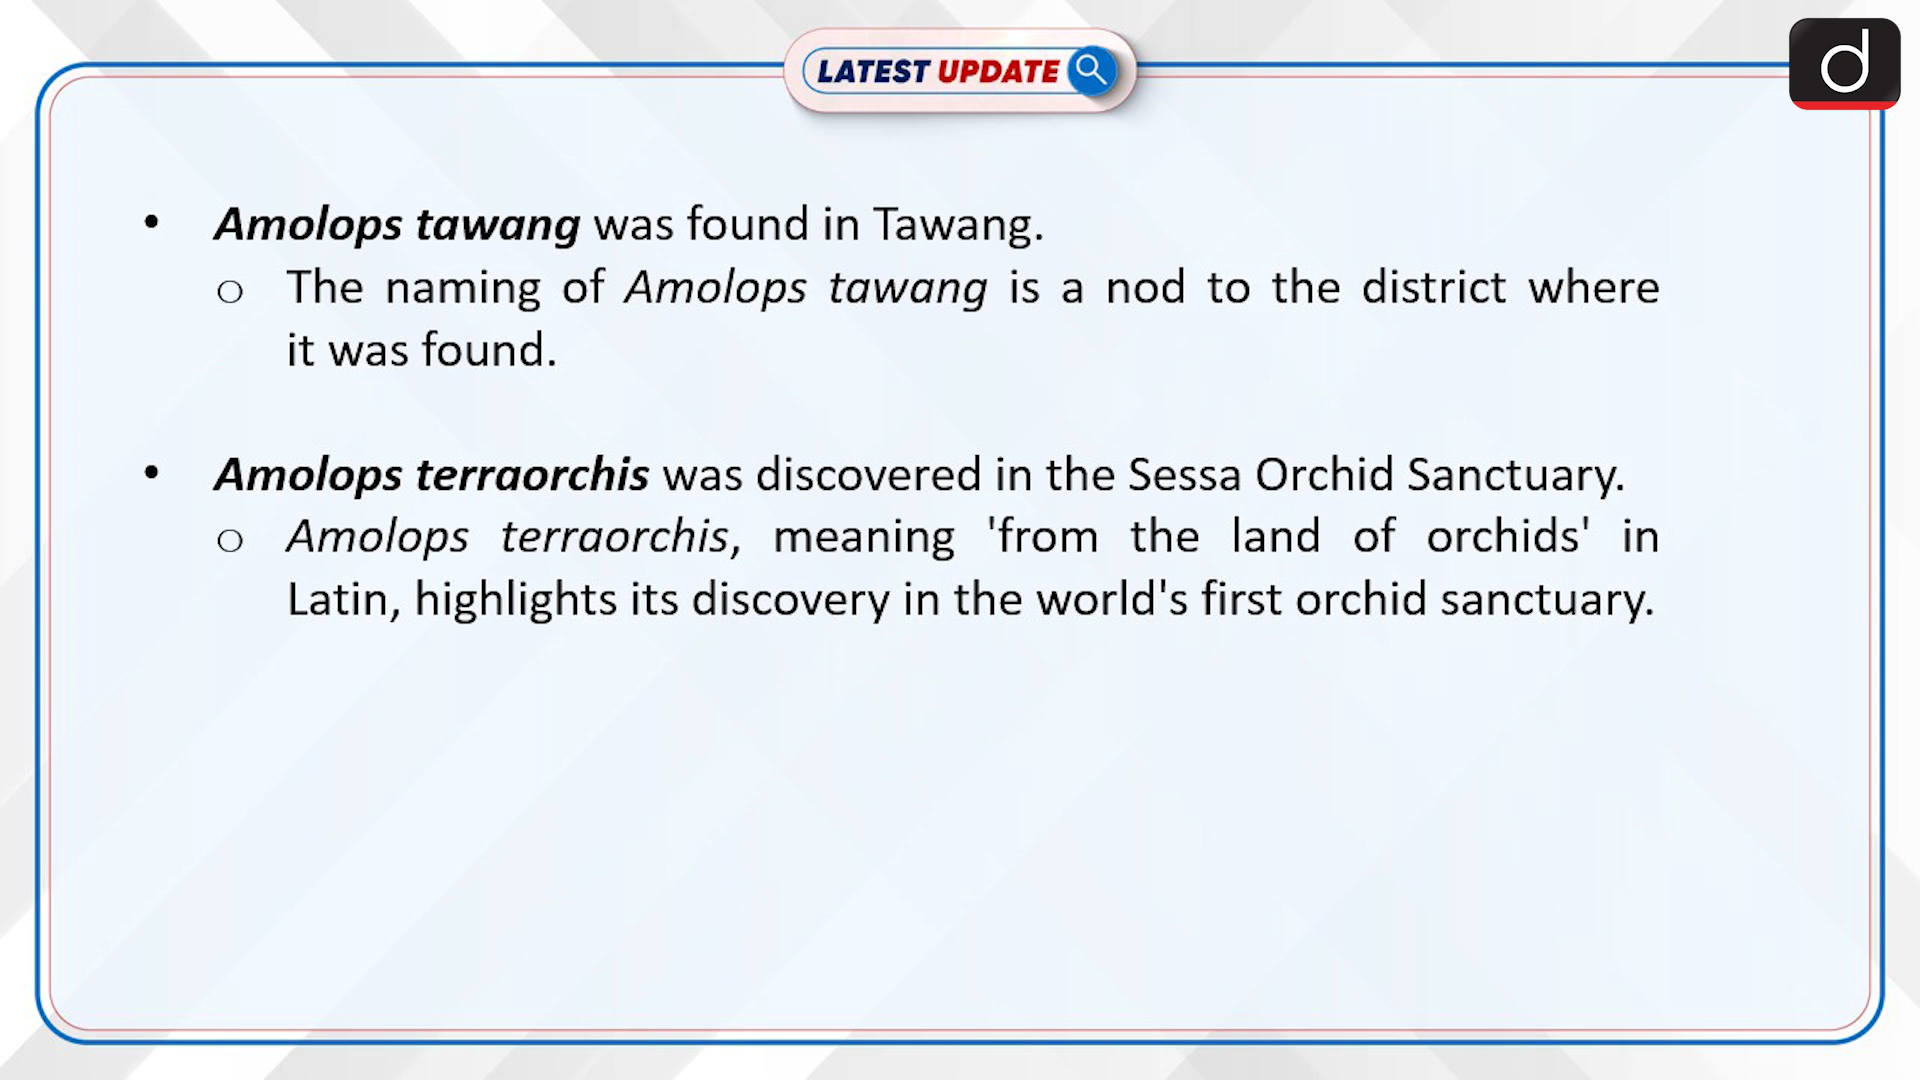 LATEST UPDATE
d
• Amolops tawang was found in Tawang.
o The naming of Amolops tawang is a nod to the district where
it was found.
• Amolops terraorchis was discovered in the Sessa Orchid Sanctuary.
o Amolops terraorchis, meaning 'from the land of orchids' in
Latin, highlights its discovery in the world's first orchid sanctuary.